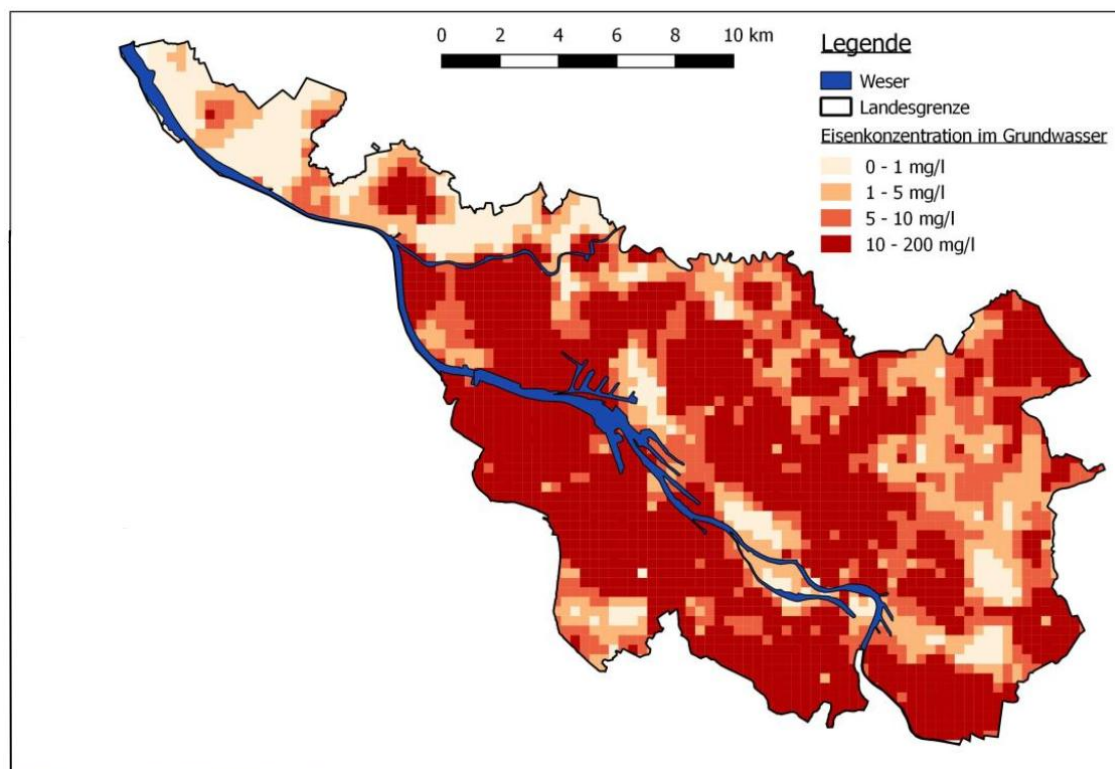 0 2 4 6 8 10 km
Legende
Weser
Landesgrenze
Eisenkonzentration im Grundwasser
0 - 1 mg/l
1 - 5 mg/l
5 - 10 mg/l
10 - 200 mg/l